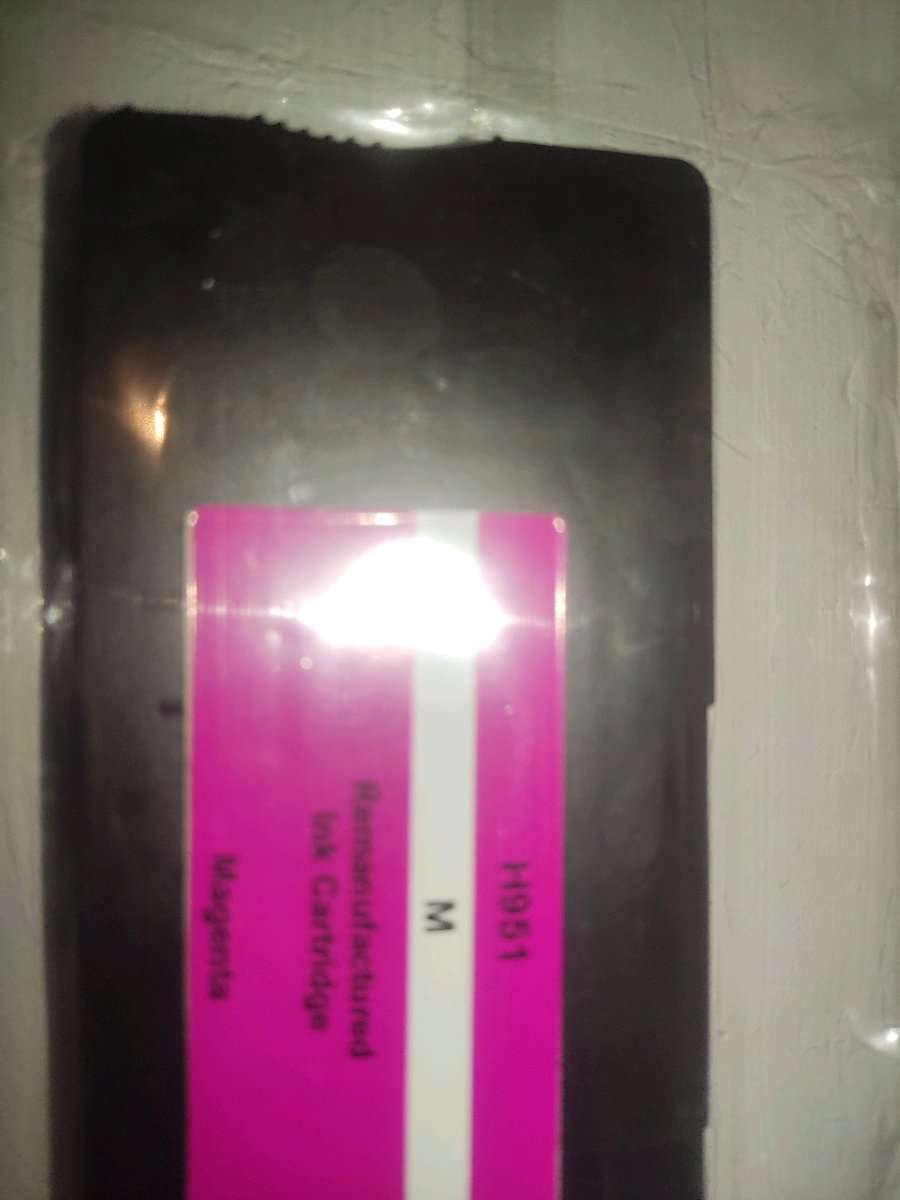 H951
M
Remanufactured
Ink Cartridge
Magenta